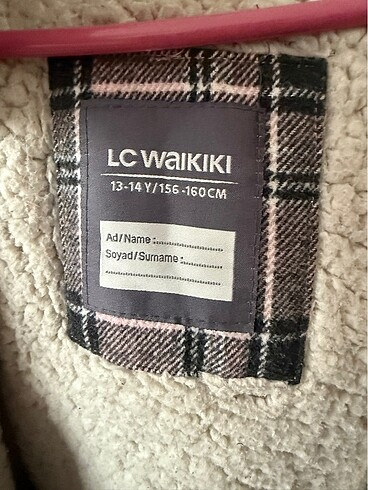 LC WAIKIKI
13-14 Y/156-160CM
Ad/Name :....................
Soyad/Surname :............
..................................